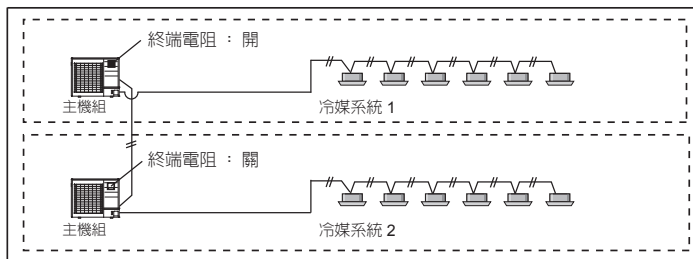 終端電阻 : 開
主機組
冷媒系統 1
終端電阻 : 關
主機組
冷媒系統 2